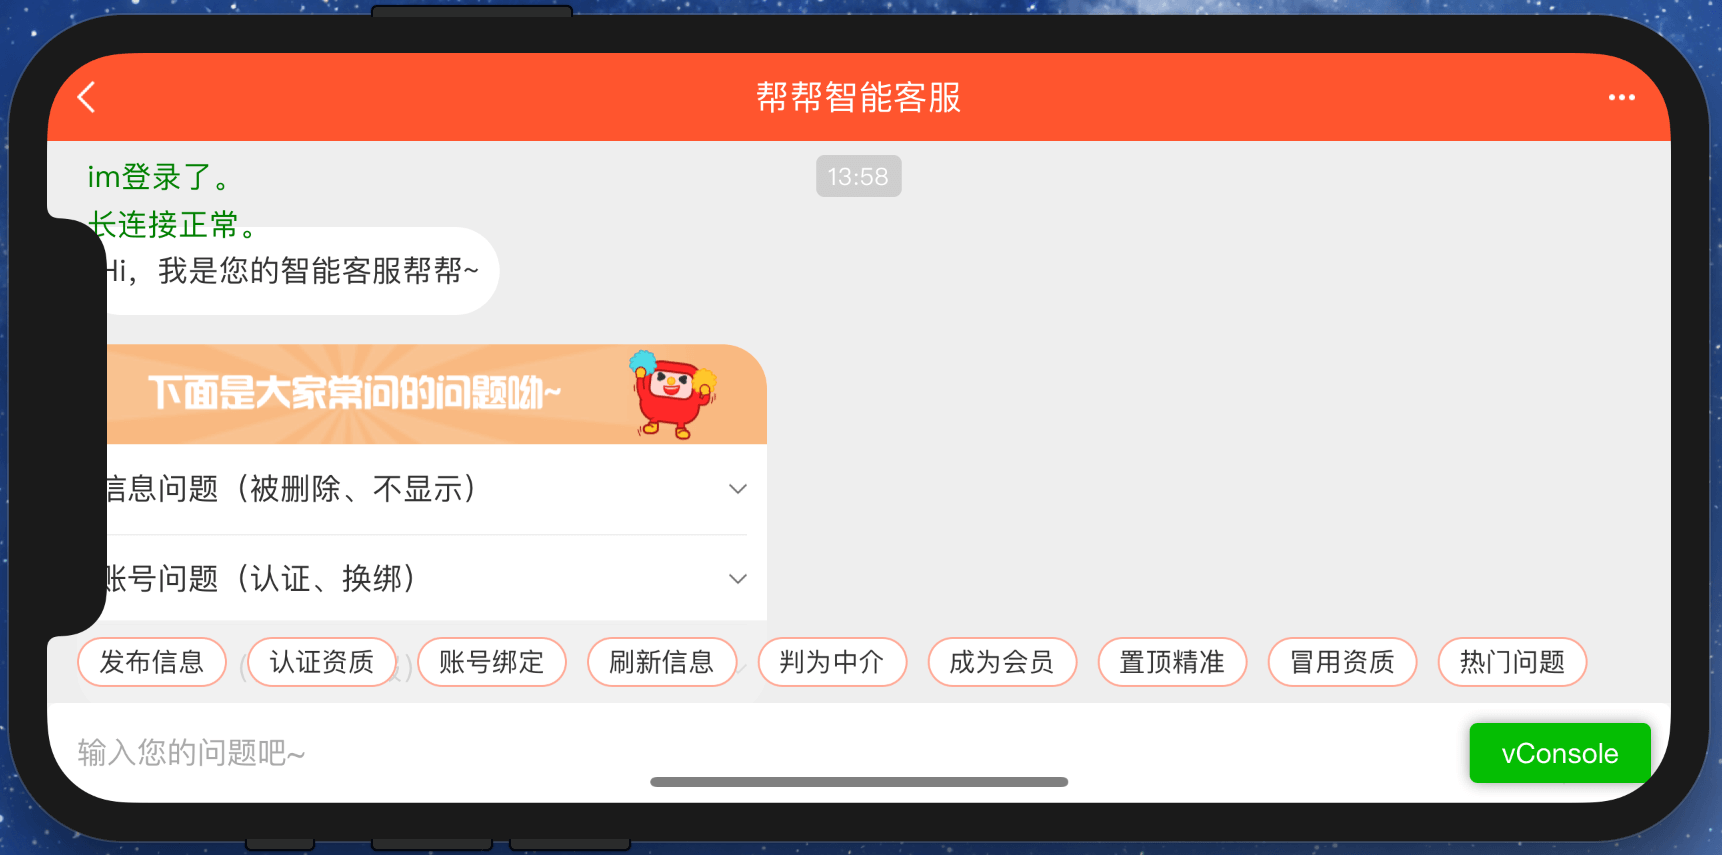 帮帮智能客服
im登录了。
13:58
长连接正常。
Hi，我是您的智能客服帮帮~
下面是大家常问的问题呦~
信息问题（被删除、不显示）
账号问题（认证、换绑）
发布信息 认证资质 账号绑定 刷新信息 判为中介 成为会员 置顶精准 冒用资质 热门问题
输入您的问题吧~
vConsole